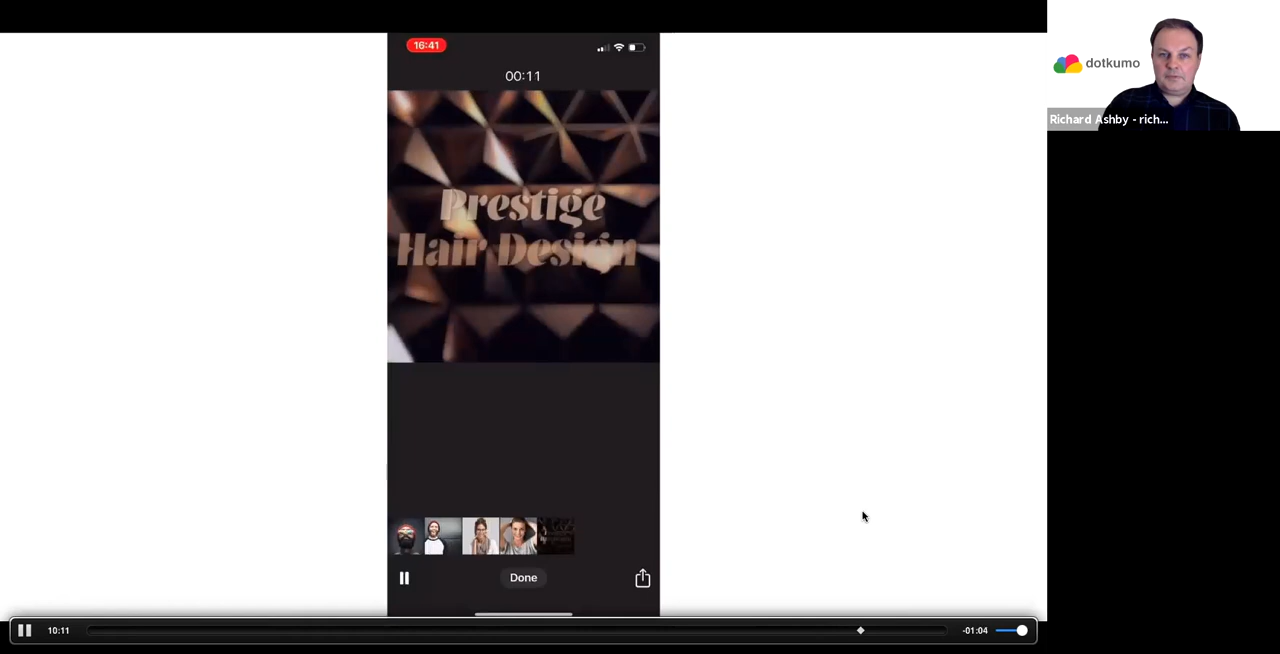 16:41
00:11
Prestige
Hair Design
Done
10:11
-01:04
dotkumo
Richard Ashby - rich...